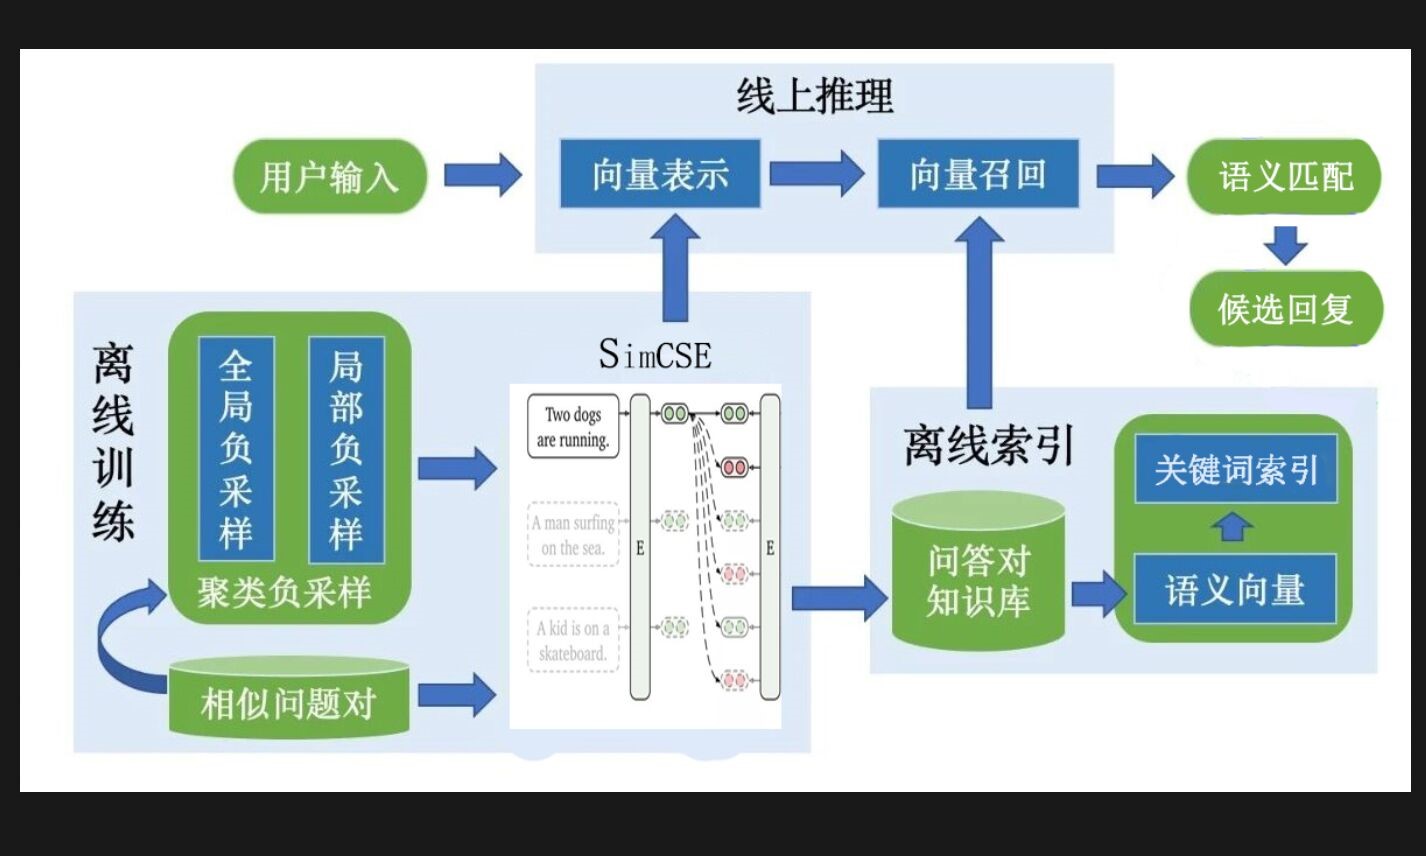 线上推理
用户输入
向量表示
向量召回
语义匹配
候选回复
离线训练
全局负采样
局部负采样
聚类负采样
相似问题对
SimCSE
Two dogs
are running.
A man surfing
on the sea.
A kid is on a
skateboard.
E
E
离线索引
问答对
知识库
关键词索引
语义向量